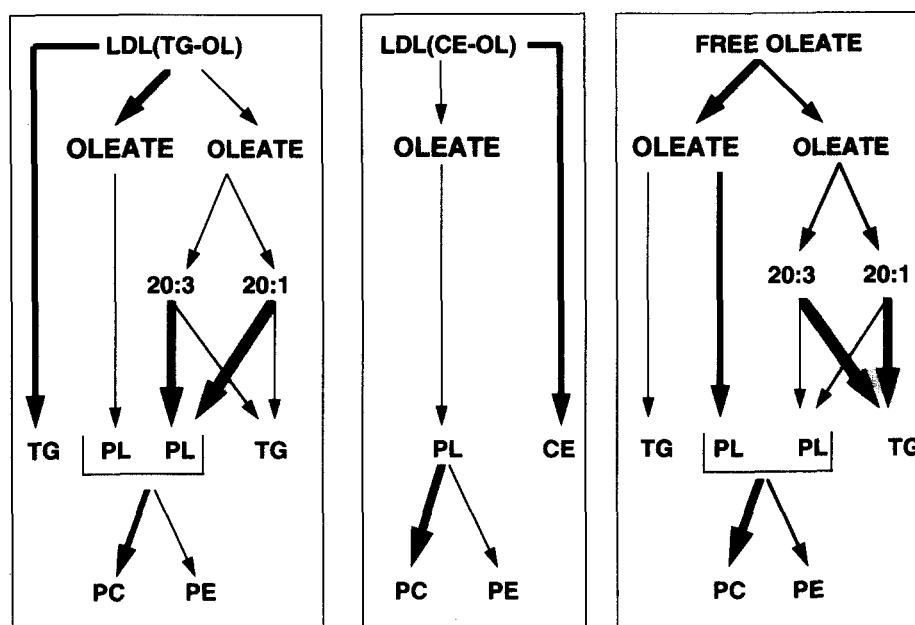 LDL(TG-OL)
OLEATE OLEATE
20:3 20:1
TG PL PL TG
PC PE
LDL(CE-OL)
OLEATE
PL CE
PC PE
FREE OLEATE
OLEATE OLEATE
20:3 20:1
TG PL PL TG
PC PE